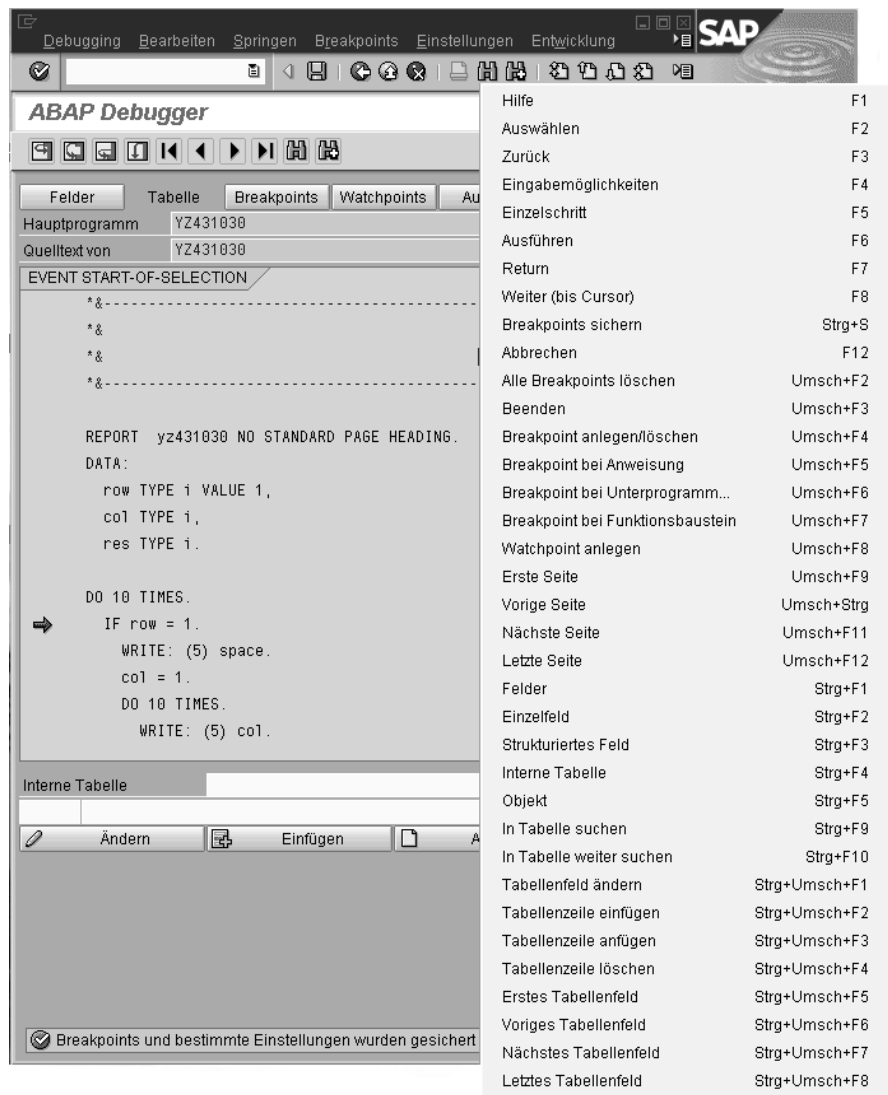 Debugging Bearbeiten Springen Breakpoints Einstellungen Entwicklung
SAP
ABAP Debugger
Felder Tabelle Breakpoints Watchpoints Au
Hauptprogramm YZ431030
Quelltext von YZ431030
EVENT START-OF-SELECTION
*&------------------------------------------
*&
*&
*&------------------------------------------
REPORT yz431030 NO STANDARD PAGE HEADING.
DATA:
row TYPE i VALUE 1,
col TYPE i,
res TYPE i.
DO 10 TIMES.
IF row = 1.
WRITE: (5) space.
col = 1.
DO 10 TIMES.
WRITE: (5) col.
Interne Tabelle
Ändern Einfügen A
Breakpoints und bestimmte Einstellungen wurden gesichert
Hilfe F1
Auswählen F2
Zurück F3
Eingabemöglichkeiten F4
Einzelschritt F5
Ausführen F6
Return F7
Weiter (bis Cursor) F8
Breakpoints sichern Strg+S
Abbrechen F12
Alle Breakpoints löschen Umsch+F2
Beenden Umsch+F3
Breakpoint anlegen/löschen Umsch+F4
Breakpoint bei Anweisung Umsch+F5
Breakpoint bei Unterprogramm... Umsch+F6
Breakpoint bei Funktionsbaustein Umsch+F7
Watchpoint anlegen Umsch+F8
Erste Seite Umsch+F9
Vorige Seite Umsch+Strg
Nächste Seite Umsch+F11
Letzte Seite Umsch+F12
Felder Strg+F1
Einzelfeld Strg+F2
Strukturiertes Feld Strg+F3
Interne Tabelle Strg+F4
Objekt Strg+F5
In Tabelle suchen Strg+F9
In Tabelle weiter suchen Strg+F10
Tabellenfeld ändern Strg+Umsch+F1
Tabellenzeile einfügen Strg+Umsch+F2
Tabellenzeile anfügen Strg+Umsch+F3
Tabellenzeile löschen Strg+Umsch+F4
Erstes Tabellenfeld Strg+Umsch+F5
Voriges Tabellenfeld Strg+Umsch+F6
Nächstes Tabellenfeld Strg+Umsch+F7
Letztes Tabellenfeld Strg+Umsch+F8